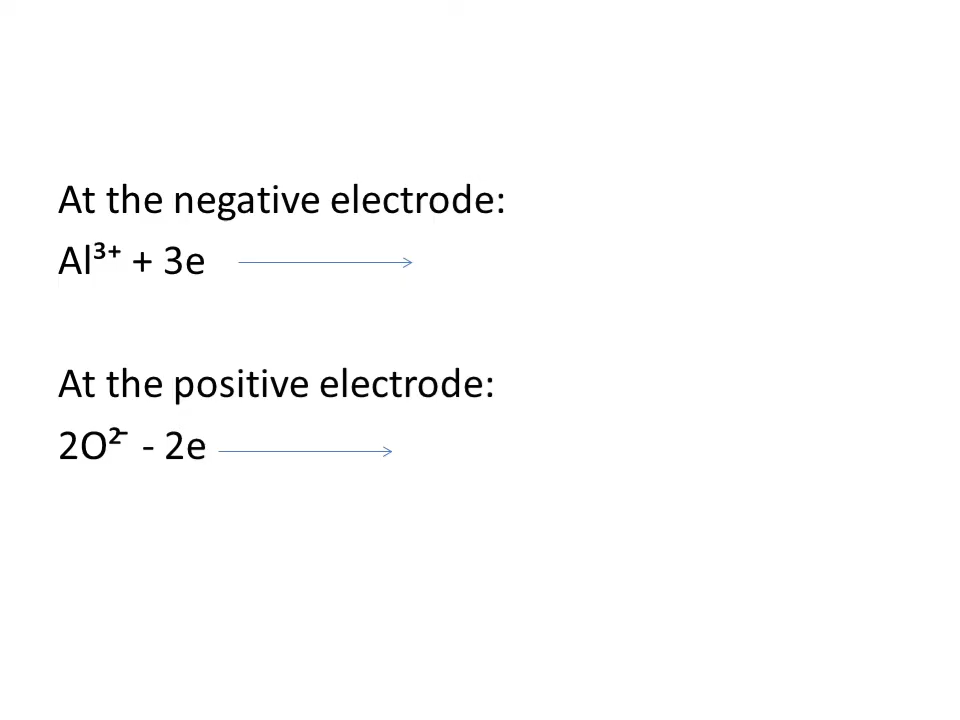 At the negative electrode:
Al³⁺ + 3e
At the positive electrode:
2O²⁻ - 2e